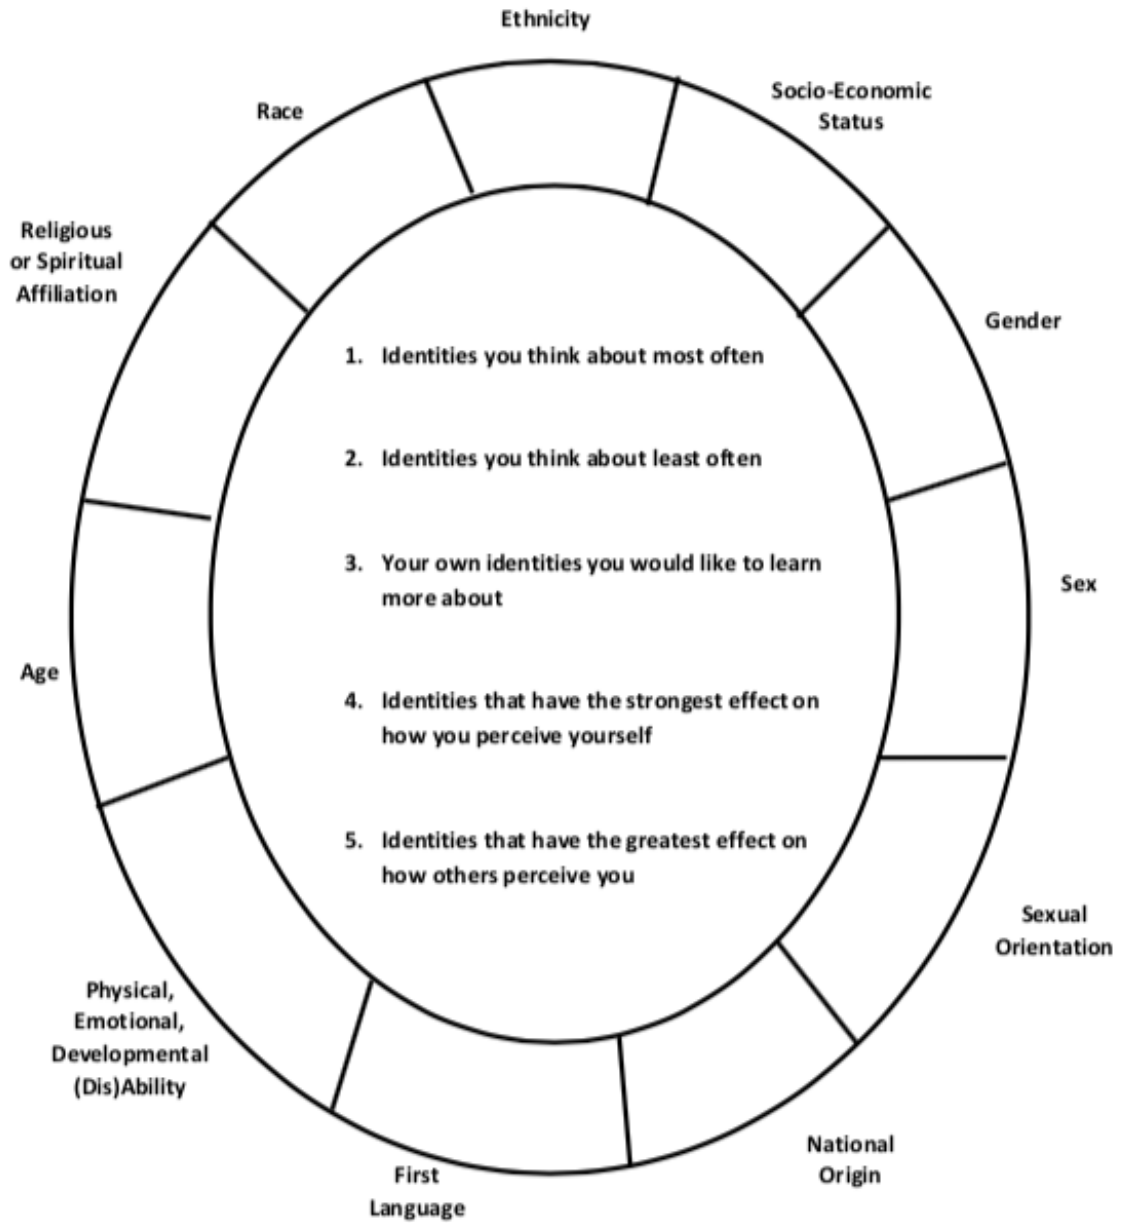 Ethnicity
Socio-Economic
Status
Race
Religious
or Spiritual
Affiliation
Gender
1. Identities you think about most often
2. Identities you think about least often
3. Your own identities you would like to learn
more about
Sex
Age
4. Identities that have the strongest effect on
how you perceive yourself
5. Identities that have the greatest effect on
how others perceive you
Sexual
Orientation
Physical,
Emotional,
Developmental
(Dis)Ability
National
Origin
First
Language